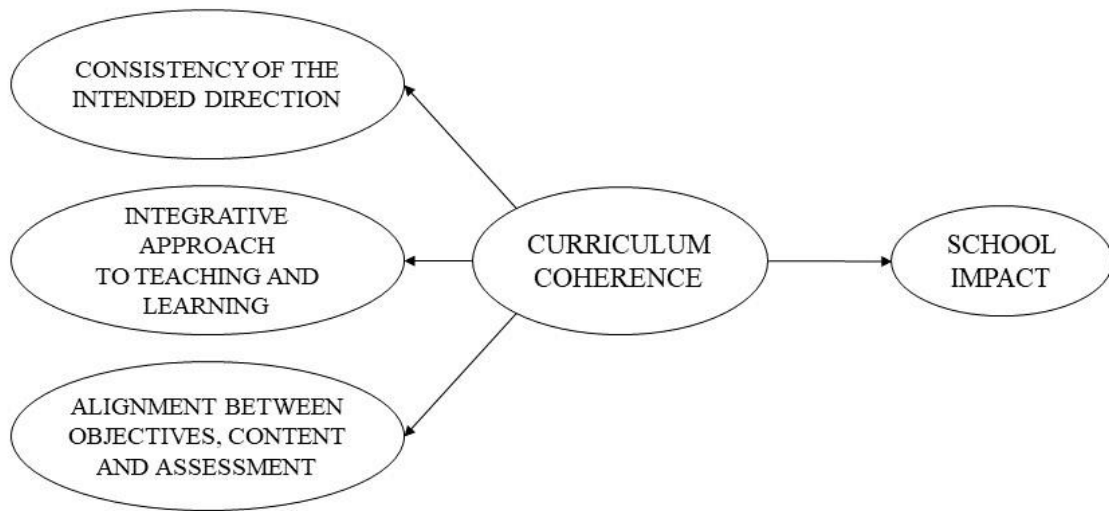 CONSISTENCY OF THE
INTENDED DIRECTION
INTEGRATIVE
APPROACH
TO TEACHING AND
LEARNING
ALIGNMENT BETWEEN
OBJECTIVES, CONTENT
AND ASSESSMENT
CURRICULUM
COHERENCE
SCHOOL
IMPACT